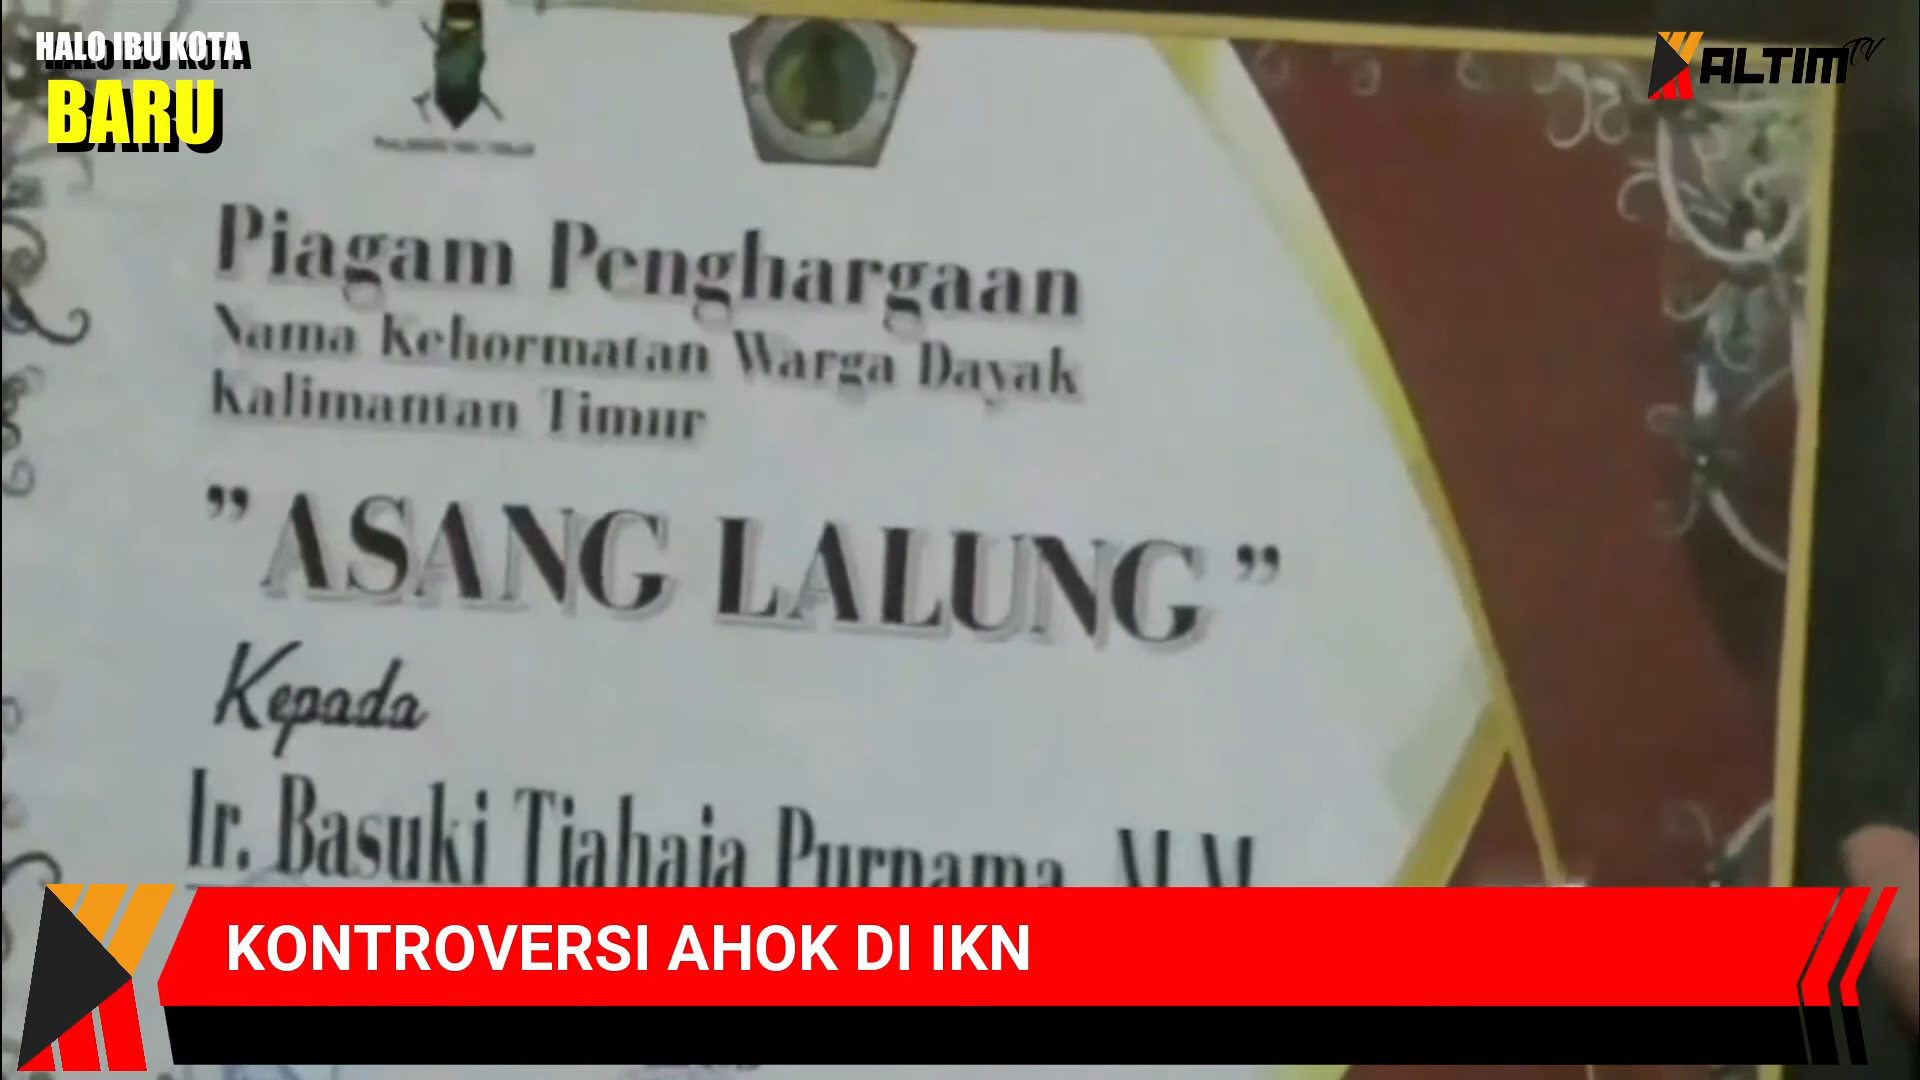 HALO IBU KOTA
BARU
KALTIM TV
Piagam Penghargaan
Nama Kehormatan Warga Dayak
Kalimantan Timur
" ASANG LALUNG "
Kepada
Ir. Basuki Tjahaja Purnama, M.M
KONTROVERSI AHOK DI IKN